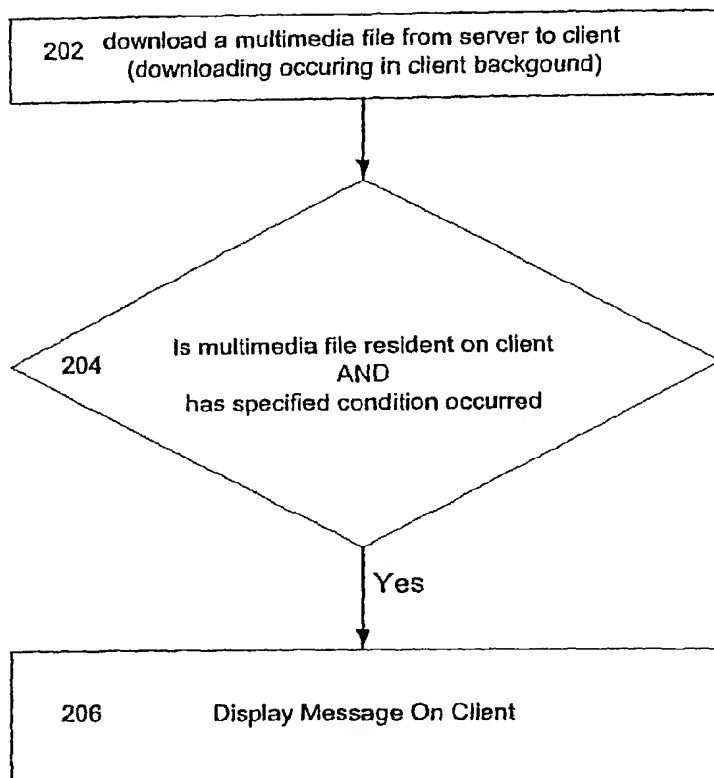 202 download a multimedia file from server to client
(downloading occuring in client backgound)
204 Is multimedia file resident on client
AND
has specified condition occurred
Yes
206 Display Message On Client